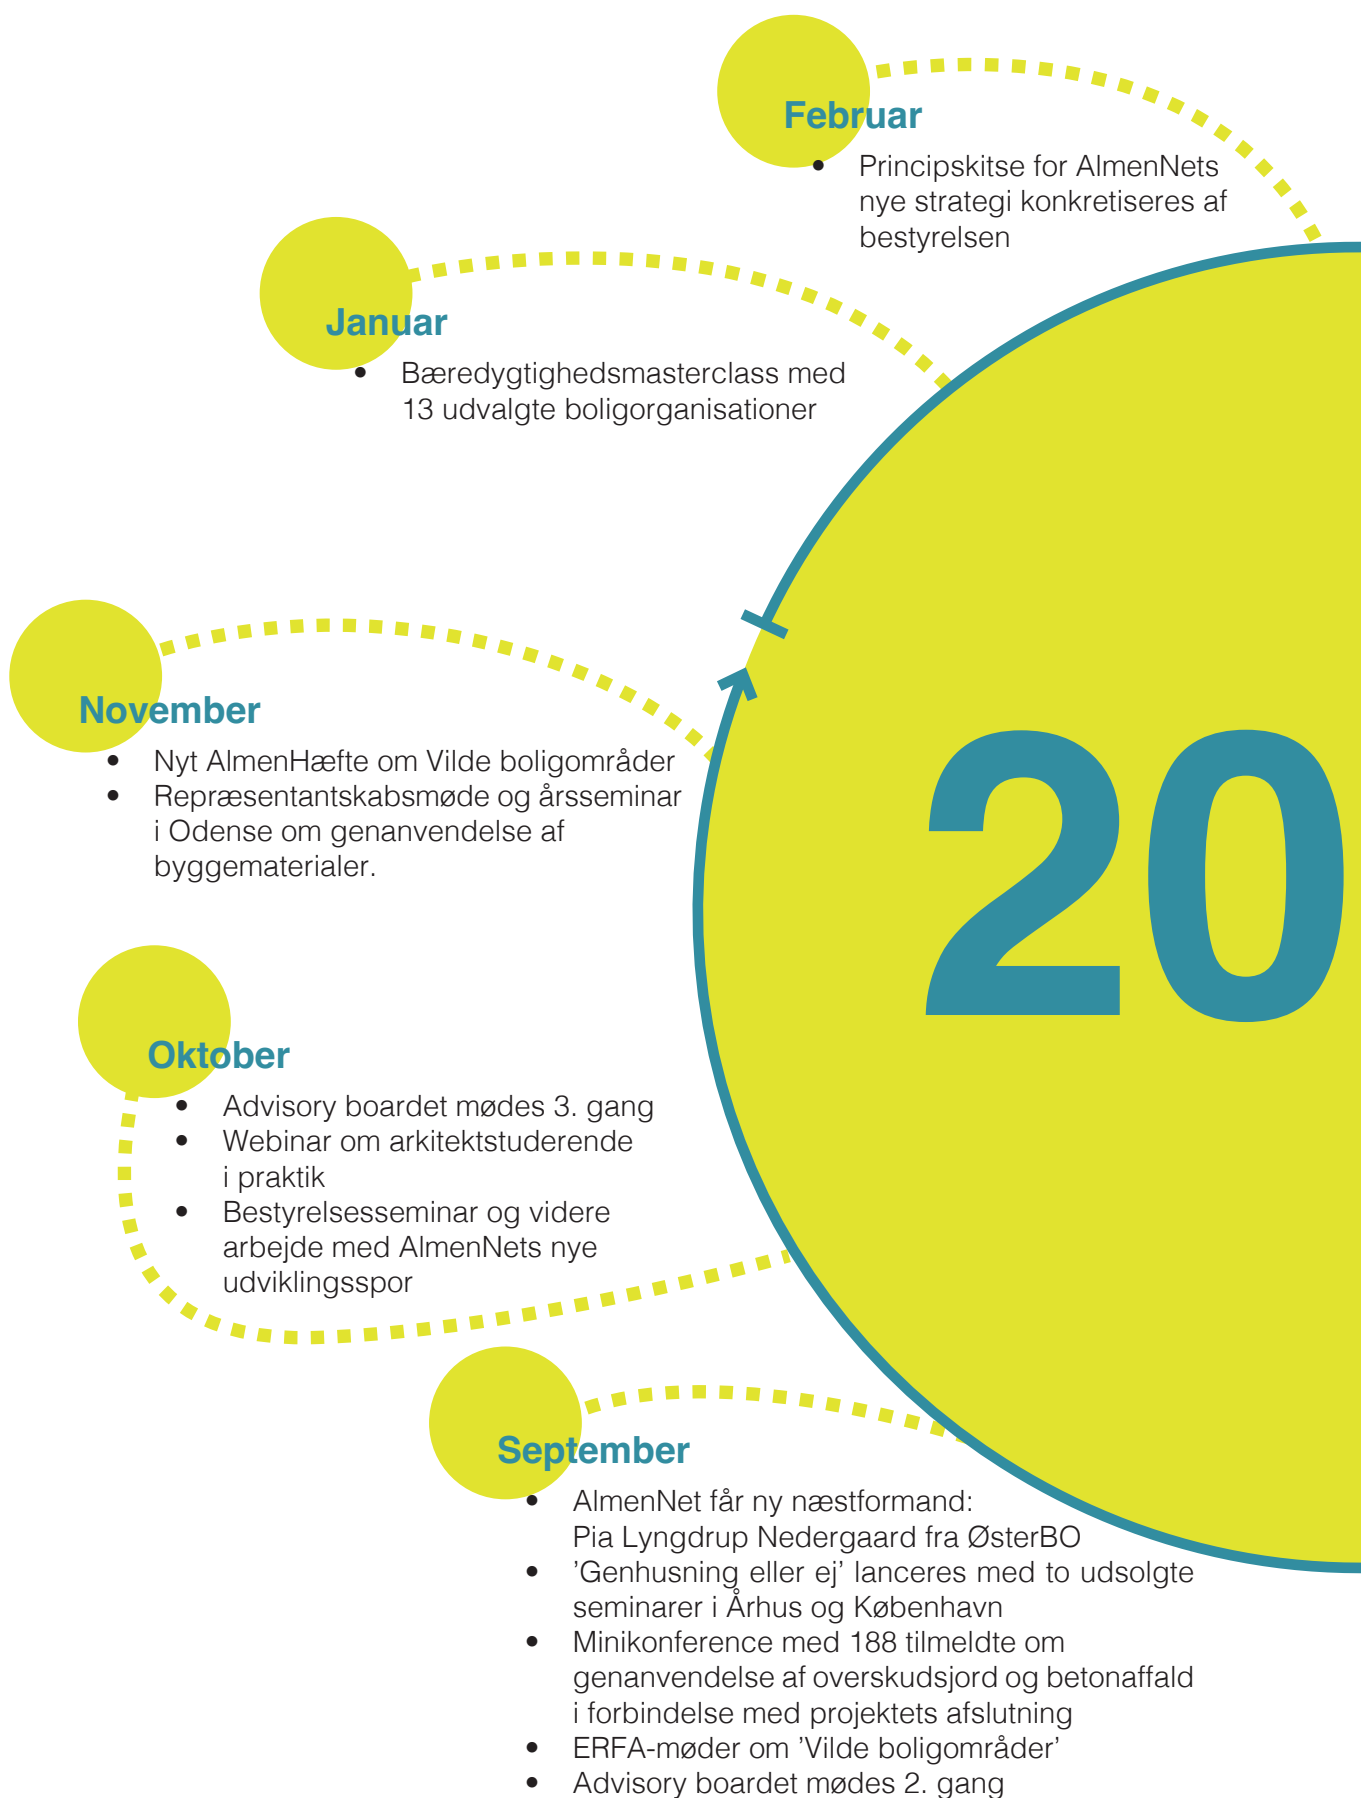 Februar
• Principskitse for AlmenNets
nye strategi konkretiseres af
bestyrelsen
Januar
• Bæredygtighedsmasterclass med
13 udvalgte boligorganisationer
November
• Nyt AlmenHæfte om Vilde boligområder
• Repræsentantskabsmøde og årsseminar
i Odense om genanvendelse af
byggematerialer.
20
Oktober
• Advisory boardet mødes 3. gang
• Webinar om arkitektstuderende
i praktik
• Bestyrelsesseminar og videre
arbejde med AlmenNets nye
udviklingsspor
September
• AlmenNet får ny næstformand:
Pia Lyngdrup Nedergaard fra ØsterBO
• ’Genhusning eller ej’ lanceres med to udsolgte
seminarer i Århus og København
• Minikonference med 188 tilmeldte om
genanvendelse af overskudsjord og betonaffald
i forbindelse med projektets afslutning
• ERFA-møder om ’Vilde boligområder’
• Advisory boardet mødes 2. gang